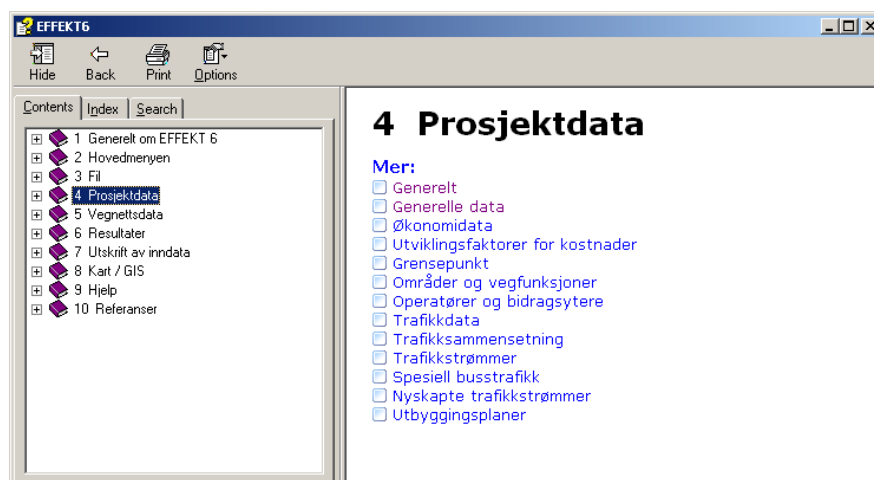 EFFEKT6
Hide Back Print Options
Contents Index Search
1 Generelt om EFFEKT 6
2 Hovedmenyen
3 Fil
4 Prosjektdata
5 Vegnettsdata
6 Resultater
7 Utskrift av inndata
8 Kart / GIS
9 Hjelp
10 Referanser
4 Prosjektdata
Mer:
Generelt
Generelle data
Økonomidata
Utviklingsfaktorer for kostnader
Grensepunkt
Områder og vegfunksjoner
Operatører og bidragsytere
Trafikkdata
Trafikksammensetning
Trafikkstrømmer
Spesiell busstrafikk
Nyskapte trafikkstrømmer
Utbyggingsplaner